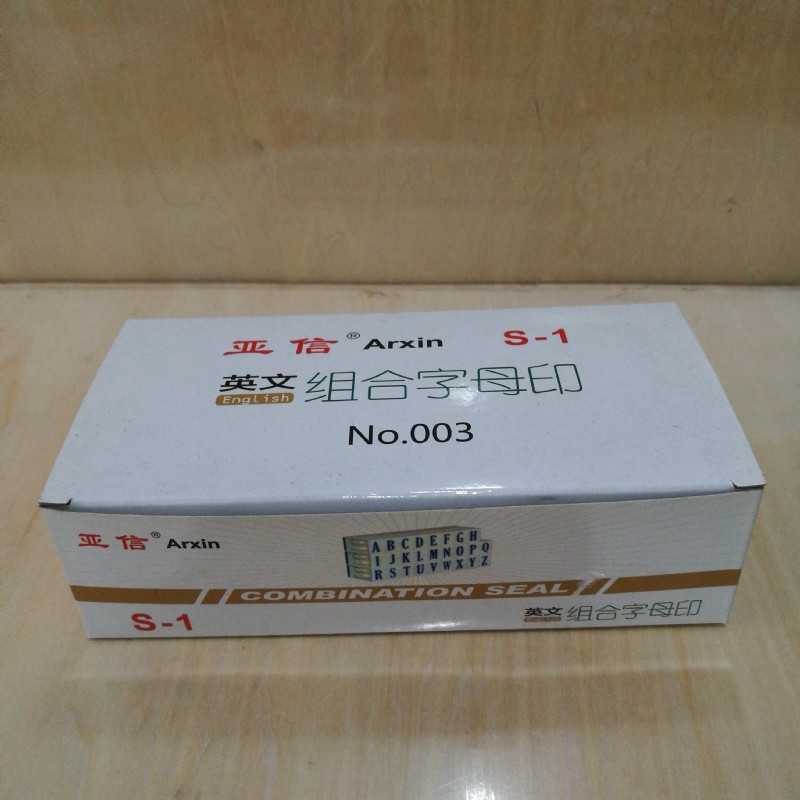 亚信® Arxin S-1
英文 组合字母印
English
No.003
亚信® Arxin
ABCDEFGH
IJKLMNOPQ
RSTUVWXYZ
COMBINATION SEAL
S-1
英文 组合字母印
English